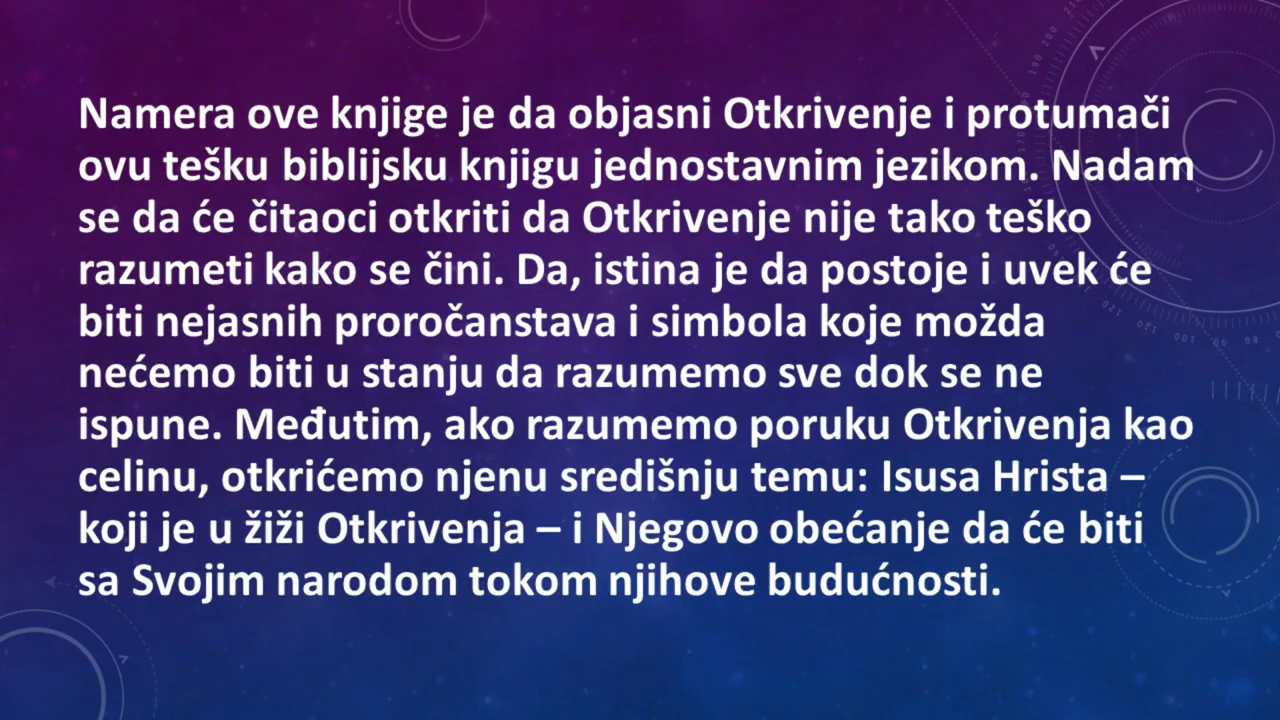 Namera ove knjige je da objasni Otkrivenje i protumači
ovu tešku biblijsku knjigu jednostavnim jezikom. Nadam
se da će čitaoci otkriti da Otkrivenje nije tako teško
razumeti kako se čini. Da, istina je da postoje i uvek će
biti nejasnih proročanstava i simbola koje možda
nećemo biti u stanju da razumemo sve dok se ne
ispune. Međutim, ako razumemo poruku Otkrivenja kao
celinu, otkrićemo njenu središnju temu: Isusa Hrista –
koji je u žiži Otkrivenja – i Njegovo obećanje da će biti
sa Svojim narodom tokom njihove budućnosti.